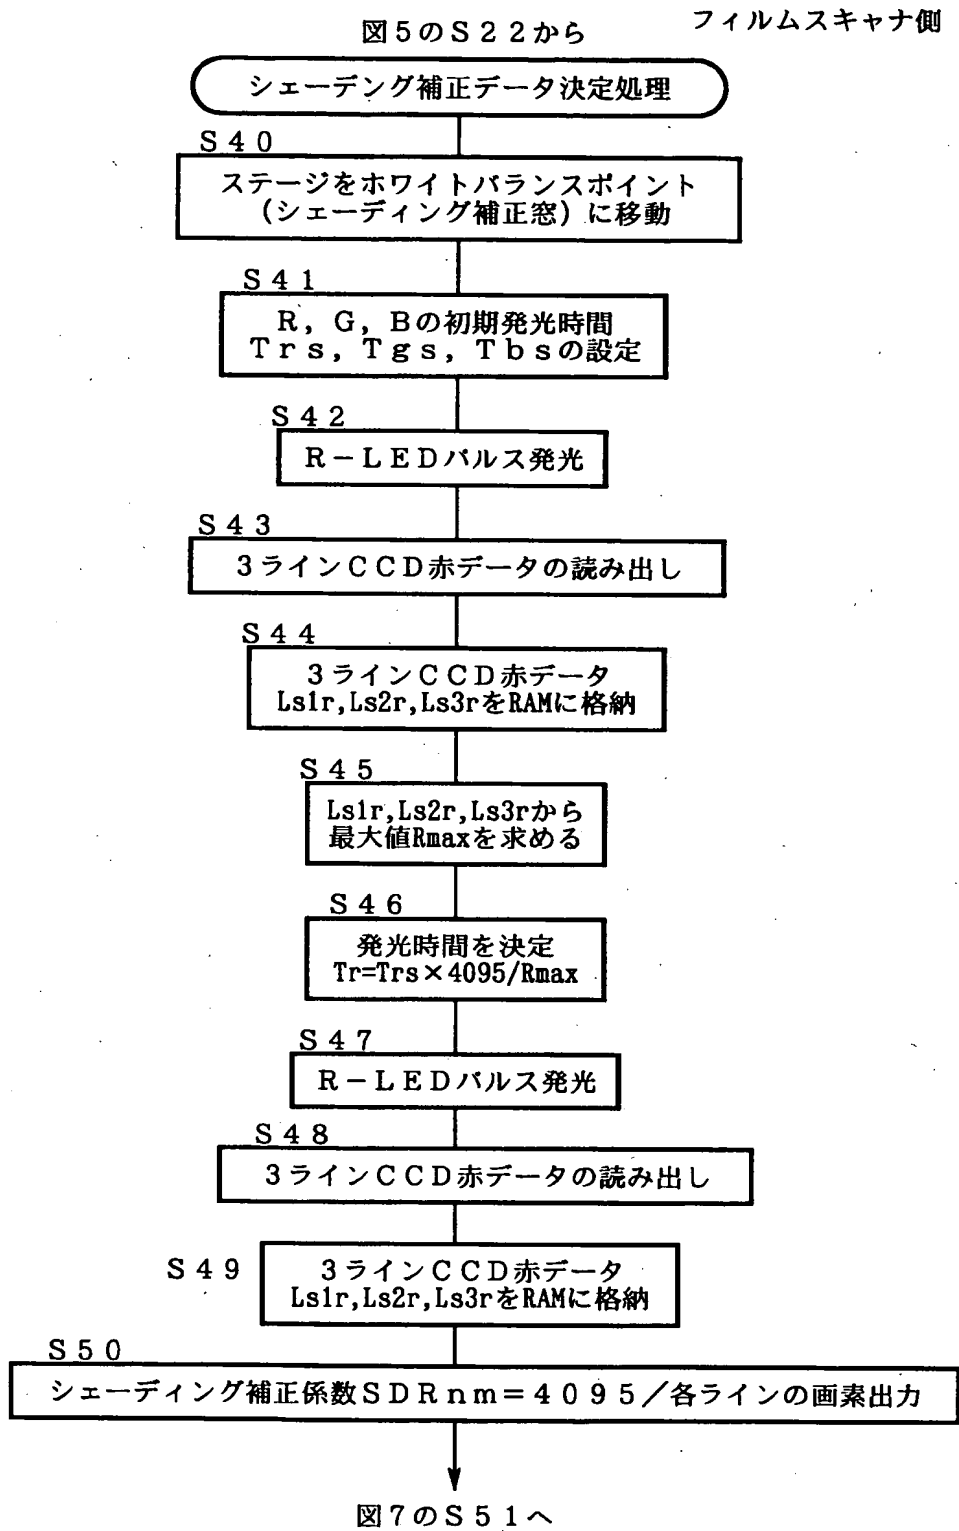 フィルムスキャナ側
図5のS22から
シェーデング補正データ決定処理
S40
ステージをホワイトバランスポイント
(シェーディング補正窓)に移動
S41
R,G,Bの初期発光時間
Trs,Tgs,Tbsの設定
S42
R-LEDパルス発光
S43
3ラインCCD赤データの読み出し
S44
3ラインCCD赤データ
Ls1r,Ls2r,Ls3rをRAMに格納
S45
Ls1r,Ls2r,Ls3rから
最大値Rmaxを求める
S46
発光時間を決定
Tr=Trs×4095/Rmax
S47
R-LEDパルス発光
S48
3ラインCCD赤データの読み出し
S49
3ラインCCD赤データ
Ls1r,Ls2r,Ls3rをRAMに格納
S50
シェーディング補正係数SDRnm=4095/各ラインの画素出力
図7のS51へ